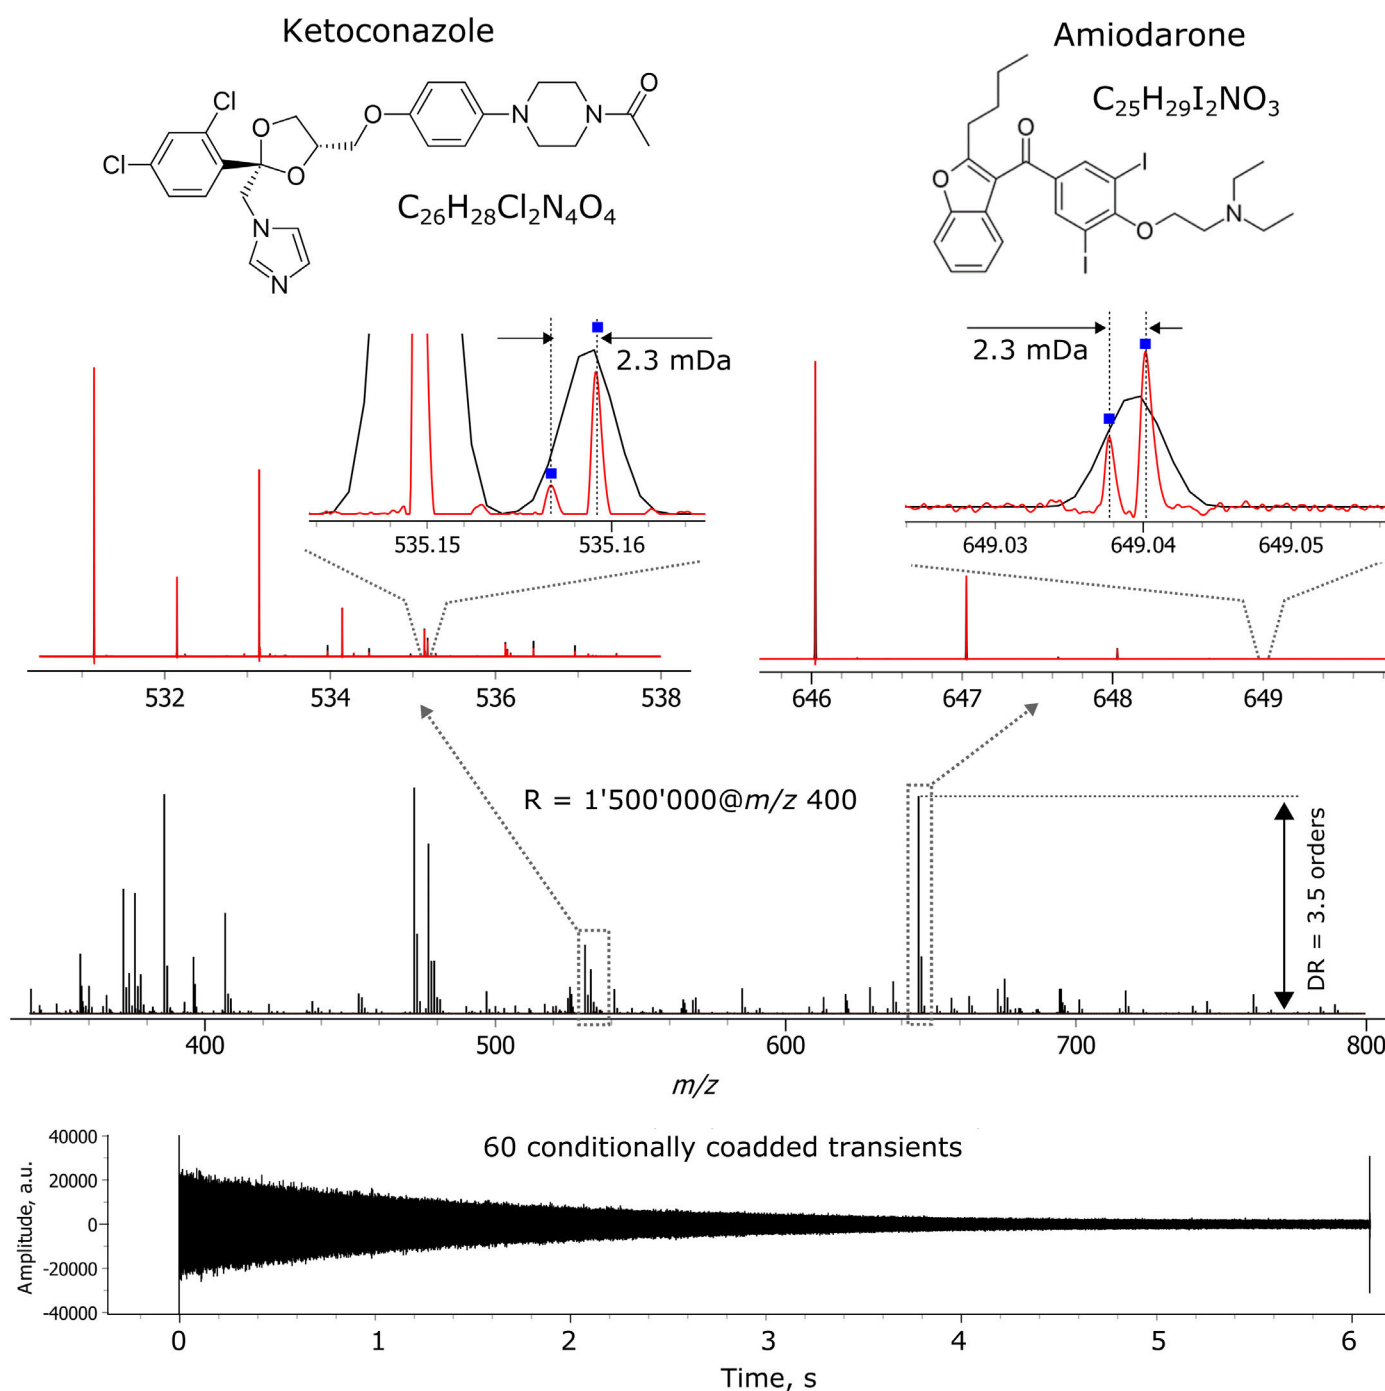 Ketoconazole
Amiodarone
Cl
Cl
O
O
O
N
N
O
N
N
C26H28Cl2N4O4
C25H29I2NO3
O
O
I
I
O
N
2.3 mDa
2.3 mDa
535.15
535.16
649.03
649.04
649.05
532
534
536
538
646
647
648
649
R = 1'500'000@m/z 400
DR = 3.5 orders
400
500
600
700
800
m/z
60 conditionally coadded transients
Amplitude, a.u.
40000
20000
0
-20000
-40000
0
1
2
3
4
5
6
Time, s